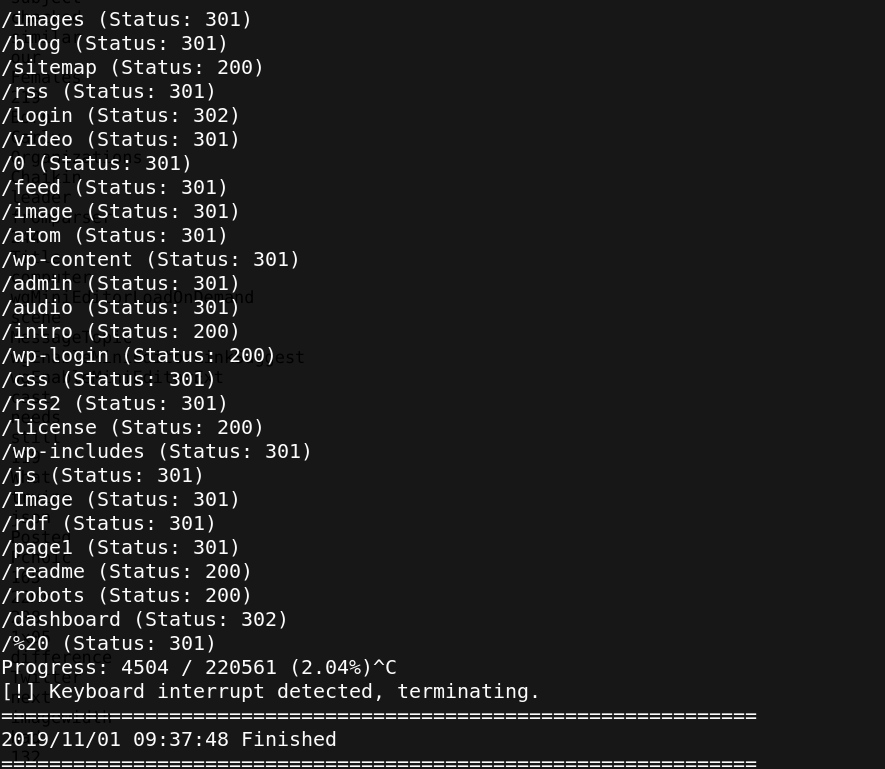 /images (Status: 301)
/blog (Status: 301)
/sitemap (Status: 200)
/rss (Status: 301)
/login (Status: 302)
/video (Status: 301)
/0 (Status: 301)
/feed (Status: 301)
/image (Status: 301)
/atom (Status: 301)
/wp-content (Status: 301)
/admin (Status: 301)
/audio (Status: 301)
/intro (Status: 200)
/wp-login (Status: 200)
/css (Status: 301)
/rss2 (Status: 301)
/license (Status: 200)
/wp-includes (Status: 301)
/js (Status: 301)
/Image (Status: 301)
/rdf (Status: 301)
/page1 (Status: 301)
/readme (Status: 200)
/robots (Status: 200)
/dashboard (Status: 302)
/%20 (Status: 301)
Progress: 4504 / 220561 (2.04%)^C
[!] Keyboard interrupt detected, terminating.
===============================================================
2019/11/01 09:37:48 Finished
===============================================================